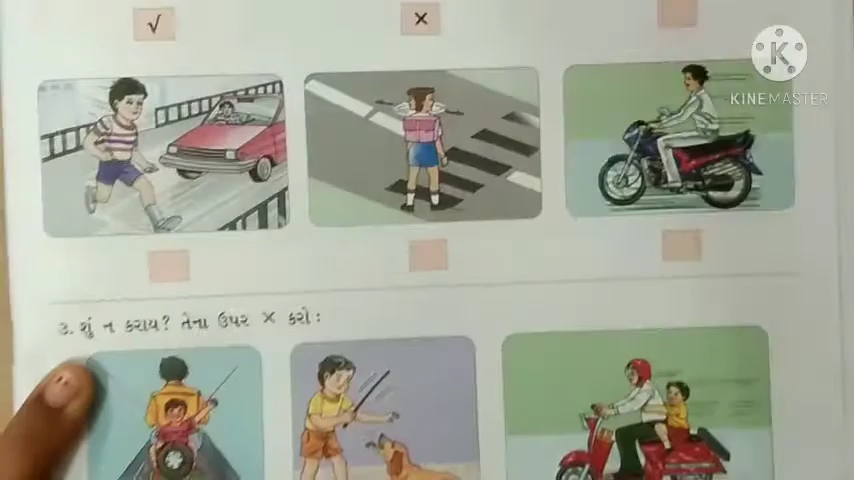 √ ×
K
KINEMASTER
૩. શું ન કરાય? તેના ઉપર × કરો :